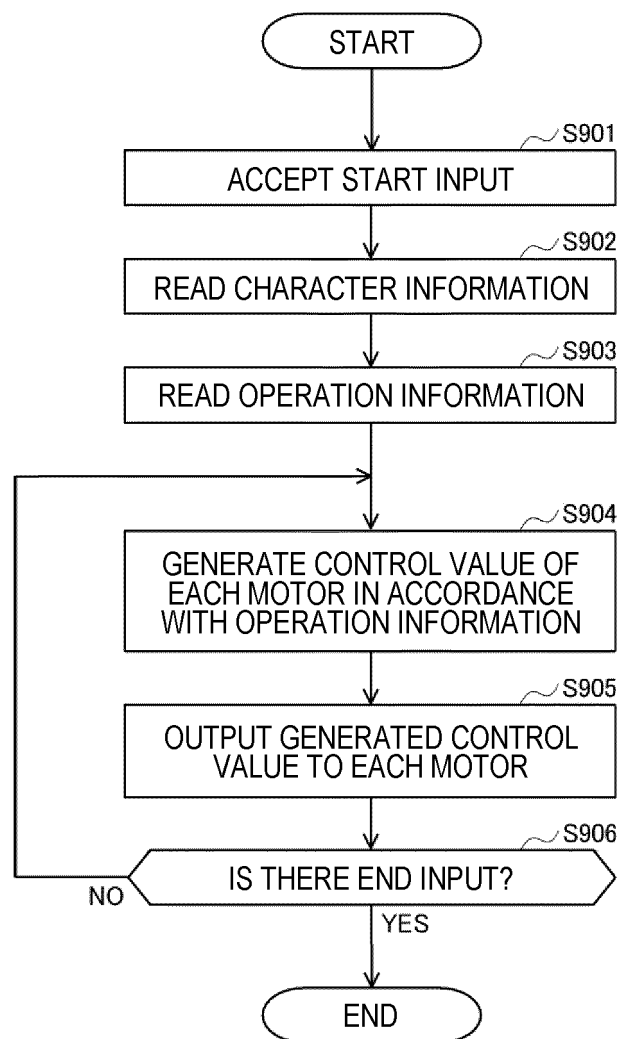 START
S901
ACCEPT START INPUT
S902
READ CHARACTER INFORMATION
S903
READ OPERATION INFORMATION
S904
GENERATE CONTROL VALUE OF
EACH MOTOR IN ACCORDANCE
WITH OPERATION INFORMATION
S905
OUTPUT GENERATED CONTROL
VALUE TO EACH MOTOR
S906
IS THERE END INPUT?
NO
YES
END